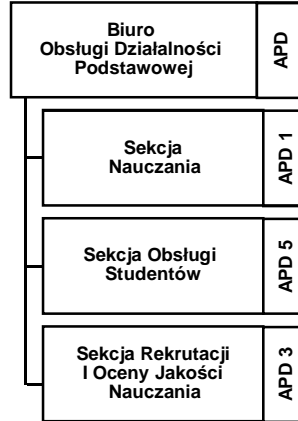 Biuro
Obsługi Działalności
Podstawowej
APD
Sekcja
Nauczania
APD 1
Sekcja Obsługi
Studentów
APD 5
Sekcja Rekrutacji
I Oceny Jakości
Nauczania
APD 3